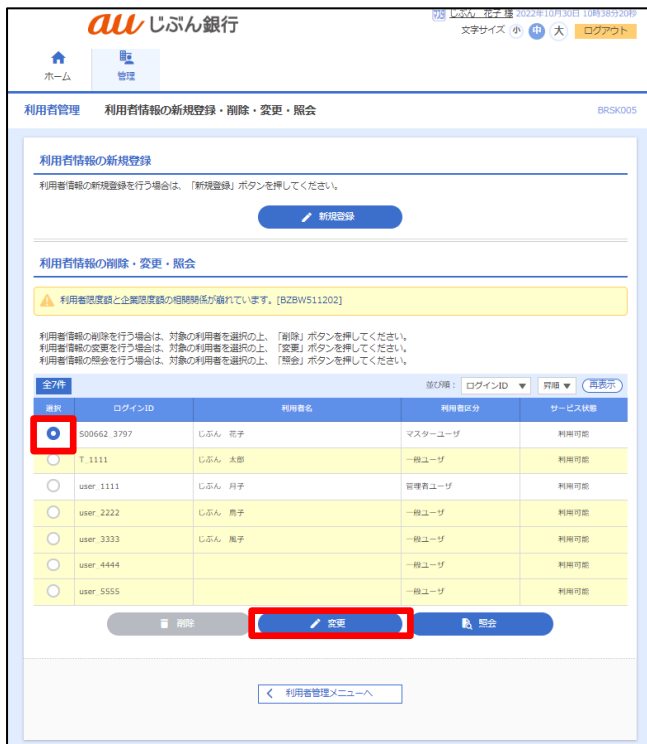 au じぶん銀行
じぶん 花子 様 2022年10月30日 10時38分20秒
文字サイズ 小 中 大 ログアウト
ホーム 管理
利用者管理 利用者情報の新規登録・削除・変更・照会 BRSK005
利用者情報の新規登録
利用者情報の新規登録を行う場合は、「新規登録」ボタンを押してください。
新規登録
利用者情報の削除・変更・照会
利用者限度額と企業限度額の相関関係が崩れています。[BZBW511202]
利用者情報の削除を行う場合は、対象の利用者を選択の上、「削除」ボタンを押してください。
利用者情報の変更を行う場合は、対象の利用者を選択の上、「変更」ボタンを押してください。
利用者情報の照会を行う場合は、対象の利用者を選択の上、「照会」ボタンを押してください。
全7件 並び順： ログインID ▼ 昇順 ▼ 再表示
選択 ログインID 利用者名 利用者区分 サービス状態
S00662_3797 じぶん 花子 マスターユーザ 利用可能
T_1111 じぶん 太郎 一般ユーザ 利用可能
user_1111 じぶん 月子 管理者ユーザ 利用可能
user_2222 じぶん 鳥子 一般ユーザ 利用可能
user_3333 じぶん 風子 一般ユーザ 利用可能
user_4444 一般ユーザ 利用可能
user_5555 一般ユーザ 利用可能
削除 変更 照会
利用者管理メニューへ